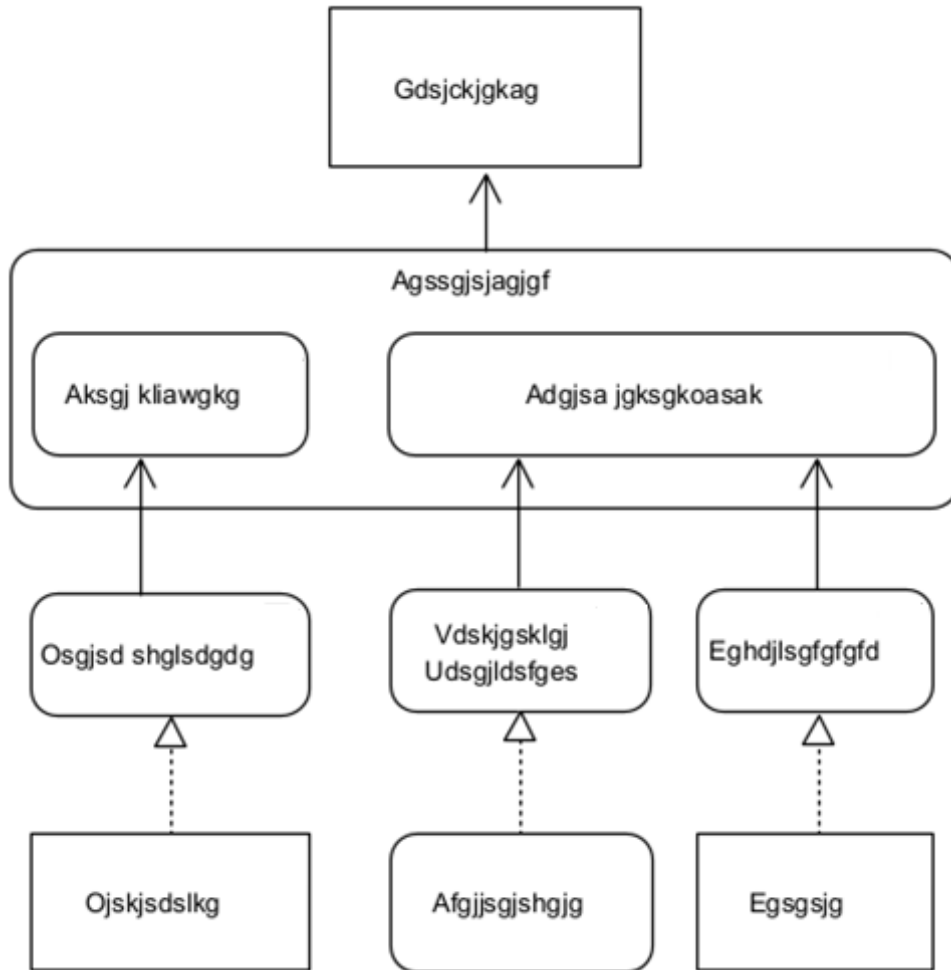 Gdsjckjgkag
Agssgjsjagjgf
Aksgj kliawgkg
Adgjsa jgksgkoasak
Osgjsd shglsdgdg
Vdskjgsklgj
Udsgjldsfges
Eghdjlsgfgfgfd
Ojskjsdslkg
Afgjjsgjshgjg
Egsgsjg